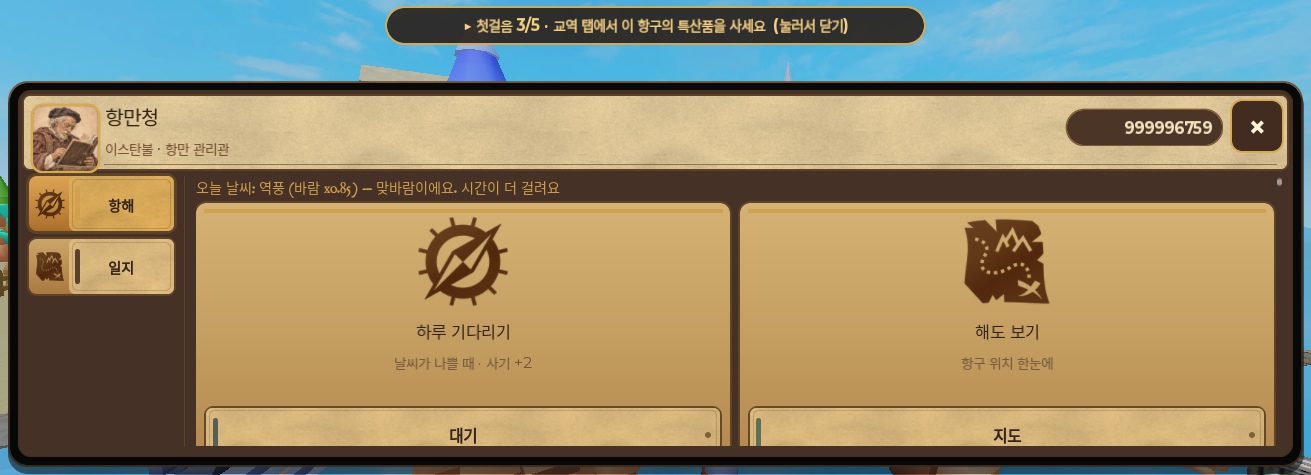 ▸ 첫걸음 3/5 · 교역 탭에서 이 항구의 특산품을 사세요 (눌러서 닫기)
항만청
이스탄불 · 항만 관리관
999996759
×
항해
일지
오늘 날씨: 역풍 (바람 x0.85) — 맞바람이에요. 시간이 더 걸려요
하루 기다리기
날씨가 나쁠 때 · 사기 +2
대기
해도 보기
항구 위치 한눈에
지도